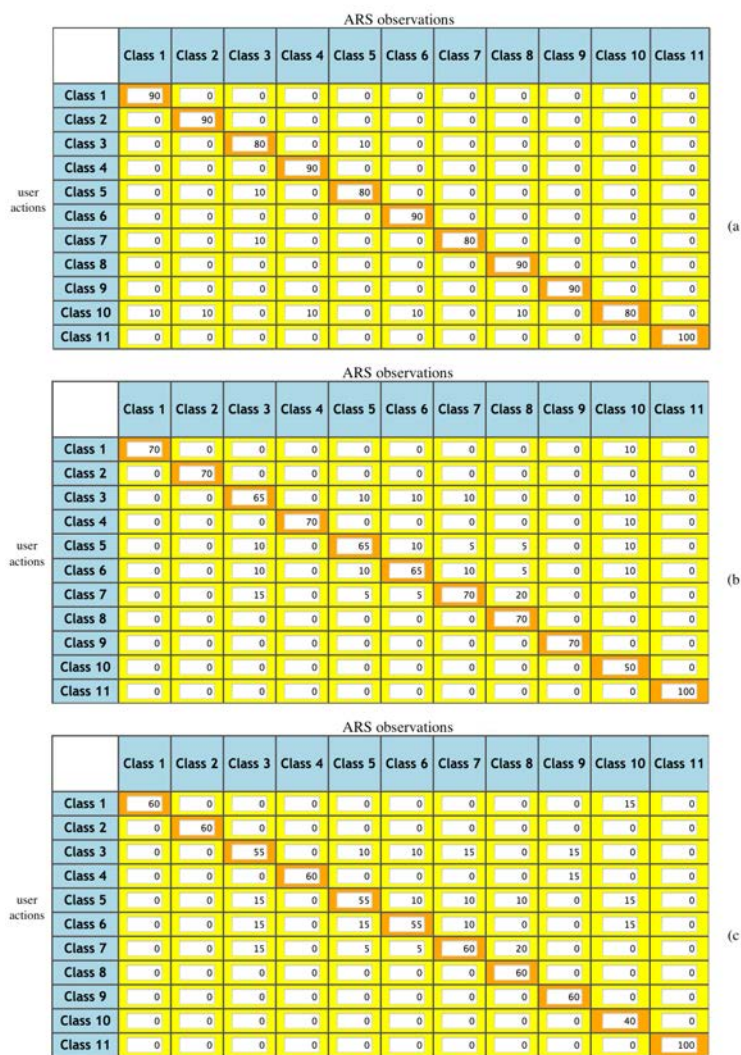 ARS observations
Class 1 Class 2 Class 3 Class 4 Class 5 Class 6 Class 7 Class 8 Class 9 Class 10 Class 11
Class 1 90 0 0 0 0 0 0 0 0 0 0
Class 2 0 90 0 0 0 0 0 0 0 0 0
Class 3 0 0 80 0 10 0 0 0 0 0 0
Class 4 0 0 0 90 0 0 0 0 0 0 0
user actions
Class 5 0 0 10 0 80 0 0 0 0 0 0
Class 6 0 0 0 0 0 90 0 0 0 0 0
(a
Class 7 0 0 10 0 0 0 80 0 0 0 0
Class 8 0 0 0 0 0 0 0 90 0 0 0
Class 9 0 0 0 0 0 0 0 0 90 0 0
Class 10 10 10 0 10 0 10 0 10 0 80 0
Class 11 0 0 0 0 0 0 0 0 0 0 100
ARS observations
Class 1 Class 2 Class 3 Class 4 Class 5 Class 6 Class 7 Class 8 Class 9 Class 10 Class 11
Class 1 70 0 0 0 0 0 0 0 0 10 0
Class 2 0 70 0 0 0 0 0 0 0 0 0
Class 3 0 0 65 0 10 10 10 0 0 10 0
Class 4 0 0 0 70 0 0 0 0 0 10 0
user actions
Class 5 0 0 10 0 65 10 5 5 0 10 0
Class 6 0 0 10 0 10 65 10 5 0 10 0
(b
Class 7 0 0 15 0 5 5 70 20 0 0 0
Class 8 0 0 0 0 0 0 0 70 0 0 0
Class 9 0 0 0 0 0 0 0 0 70 0 0
Class 10 0 0 0 0 0 0 0 0 0 50 0
Class 11 0 0 0 0 0 0 0 0 0 0 100
ARS observations
Class 1 Class 2 Class 3 Class 4 Class 5 Class 6 Class 7 Class 8 Class 9 Class 10 Class 11
Class 1 60 0 0 0 0 0 0 0 0 15 0
Class 2 0 60 0 0 0 0 0 0 0 0 0
Class 3 0 0 55 0 10 10 15 0 15 0 0
Class 4 0 0 0 60 0 0 0 0 15 0 0
user actions
Class 5 0 0 15 0 55 10 10 10 0 15 0
Class 6 0 0 15 0 15 55 10 0 0 15 0
(c
Class 7 0 0 15 0 5 5 60 20 0 0 0
Class 8 0 0 0 0 0 0 0 60 0 0 0
Class 9 0 0 0 0 0 0 0 0 60 0 0
Class 10 0 0 0 0 0 0 0 0 0 40 0
Class 11 0 0 0 0 0 0 0 0 0 0 100